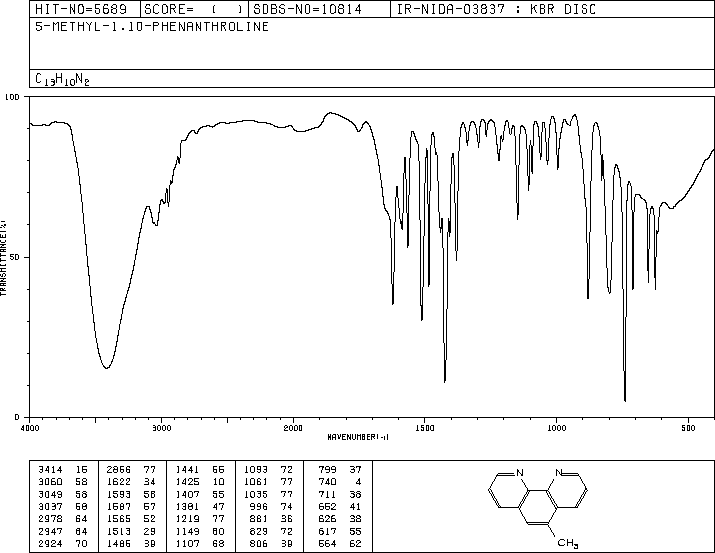 HIT-NO=5689 SCORE= ( ) SDBS-NO=10814 IR-NIDA-03837 : KBR DISC
5-METHYL-1,10-PHENANTHROLINE
C13H10N2
100
50
0
TRANSMITTANCE(%)
4000 3000 2000 1500 1000 500
WAVENUMBER(-1)
3414 15 2866 77 1441 55 1093 72 799 37
3060 58 1622 34 1425 10 1061 77 740 4
3049 58 1593 58 1407 55 1035 77 711 38
3037 58 1587 57 1381 47 996 74 652 41
2978 64 1565 52 1219 77 881 36 626 38
2947 64 1513 29 1149 60 829 72 617 55
2924 70 1486 39 1107 68 806 39 564 62
N N
CH3